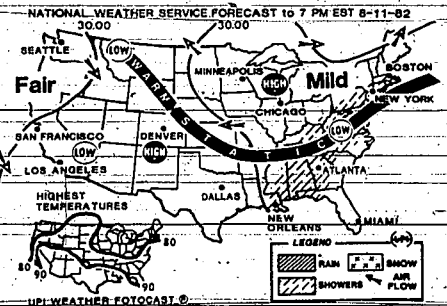 NATIONAL WEATHER SERVICE FORECAST to 7 PM EST 8-11-82
30.00 30.00
SEATTLE
LOW
BOSTON
MINNEAPOLIS
HIGH
Mild
Fair
WARM STATIC
NEW YORK
CHICAGO
SAN FRANCISCO
DENVER
LOW
LOW
HIGH
LOS ANGELES
ATLANTA
DALLAS
HIGHEST
TEMPERATURES
NEW
ORLEANS
MIAMI
80
80
90
90
LEGEND
UPI
RAIN
SNOW
SHOWERS
AIR
FLOW
UPI WEATHER FOTOCAST ®